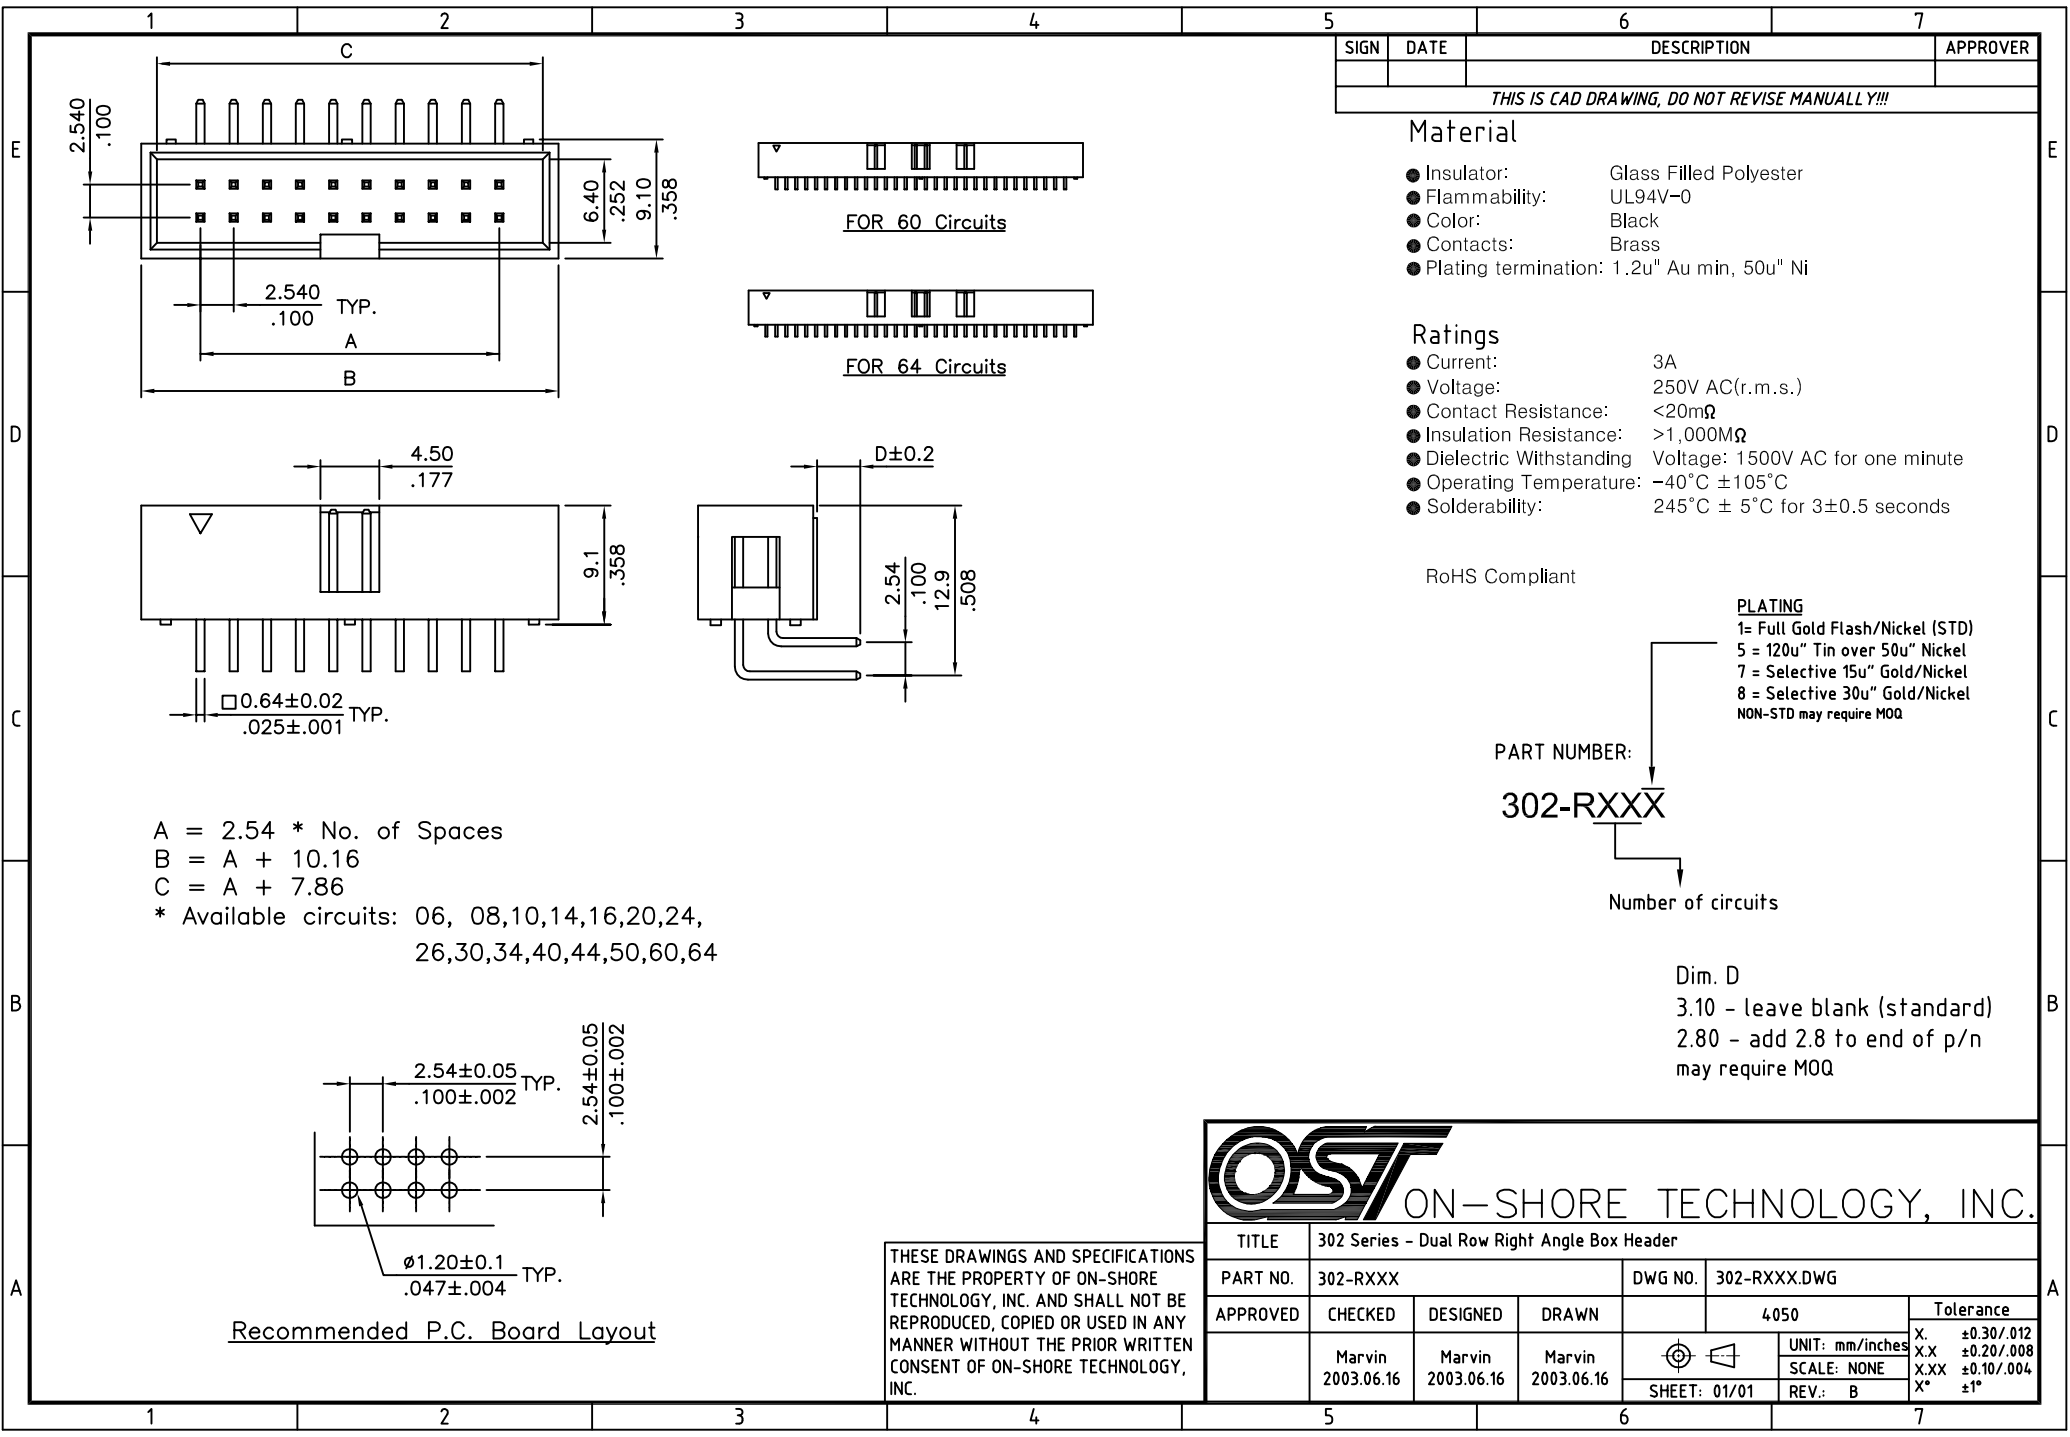 1 2 3 4 5 6 7
SIGN DATE DESCRIPTION APPROVER
THIS IS CAD DRAWING, DO NOT REVISE MANUALLY!!!
E
D
C
B
A
C
2.540
.100
6.40
.252
9.10
.358
2.540
.100
TYP.
A
B
FOR 60 Circuits
FOR 64 Circuits
Material
Insulator: Glass Filled Polyester
Flammability: UL94V-0
Color: Black
Contacts: Brass
Plating termination: 1.2u" Au min, 50u" Ni
Ratings
Current: 3A
Voltage: 250V AC(r.m.s.)
Contact Resistance: <20mΩ
Insulation Resistance: >1,000MΩ
Dielectric Withstanding Voltage: 1500V AC for one minute
Operating Temperature: -40°C ±105°C
Solderability: 245°C ± 5°C for 3±0.5 seconds
RoHS Compliant
4.50
.177
9.1
.358
□0.64±0.02
.025±.001
TYP.
D±0.2
2.54
.100
12.9
.508
PLATING
1= Full Gold Flash/Nickel (STD)
5 = 120u" Tin over 50u" Nickel
7 = Selective 15u" Gold/Nickel
8 = Selective 30u" Gold/Nickel
NON-STD may require MOQ
PART NUMBER:
302-RXXX
Number of circuits
A = 2.54 * No. of Spaces
B = A + 10.16
C = A + 7.86
* Available circuits: 06, 08,10,14,16,20,24,
26,30,34,40,44,50,60,64
Dim. D
3.10 - leave blank (standard)
2.80 - add 2.8 to end of p/n
may require MOQ
2.54±0.05
.100±.002
TYP.
2.54±0.05
.100±.002
ø1.20±0.1
.047±.004
TYP.
Recommended P.C. Board Layout
THESE DRAWINGS AND SPECIFICATIONS
ARE THE PROPERTY OF ON-SHORE
TECHNOLOGY, INC. AND SHALL NOT BE
REPRODUCED, COPIED OR USED IN ANY
MANNER WITHOUT THE PRIOR WRITTEN
CONSENT OF ON-SHORE TECHNOLOGY,
INC.
OST ON-SHORE TECHNOLOGY, INC.
TITLE 302 Series - Dual Row Right Angle Box Header
PART NO. 302-RXXX DWG NO. 302-RXXX.DWG
APPROVED CHECKED DESIGNED DRAWN 4050 Tolerance
Marvin Marvin Marvin
2003.06.16 2003.06.16 2003.06.16
UNIT: mm/inches
SCALE: NONE
SHEET: 01/01 REV.: B
X. ±0.30/.012
X.X ±0.20/.008
X.XX ±0.10/.004
X° ±1°
E
D
C
B
A
1 2 3 4 5 6 7